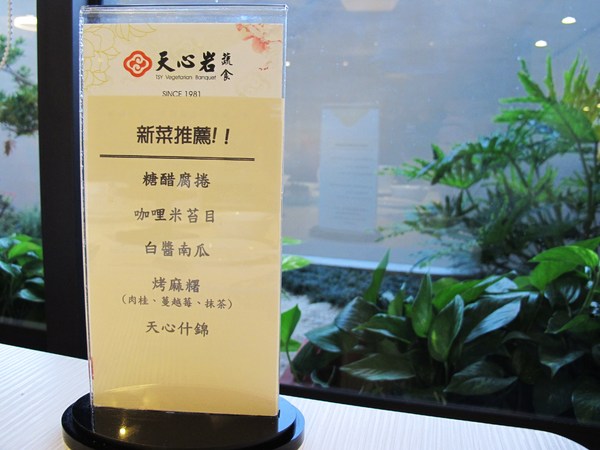 天心岩 蔬食
TSY Vegetarian Banquet
SINCE 1981
新菜推薦!!
糖醋腐捲
咖哩米苔目
白醬南瓜
烤麻糬
(肉桂、蔓越莓、抹茶)
天心什錦